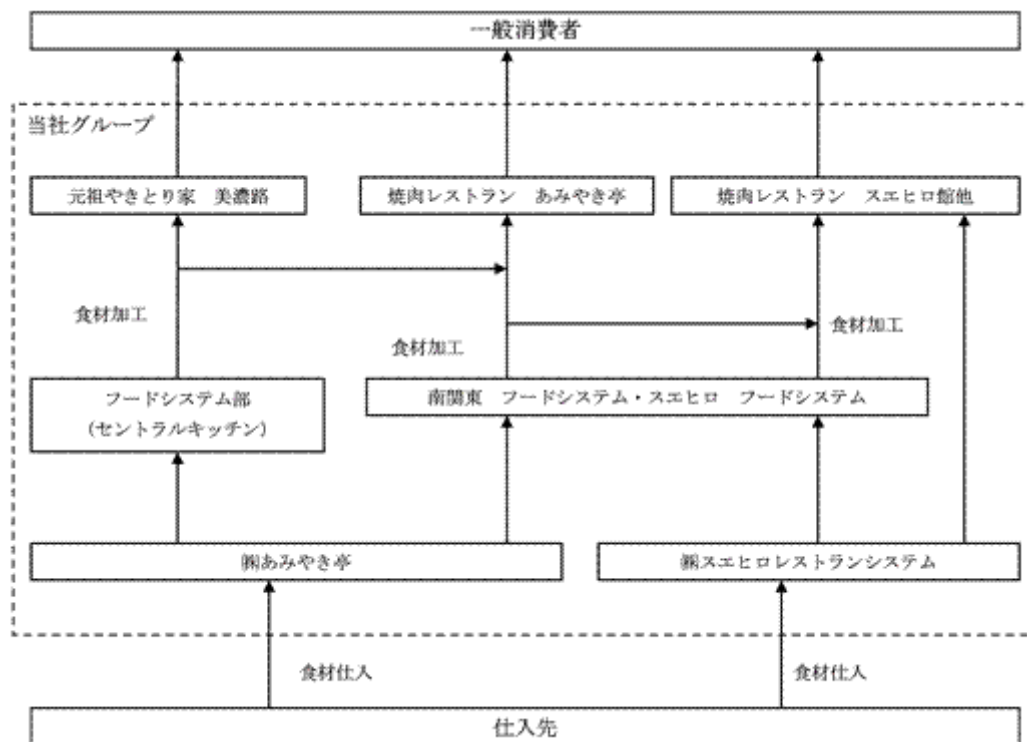 一般消費者
当社グループ
元祖やきとり家　美濃路
焼肉レストラン　あみやき亭
焼肉レストラン　スエヒロ館他
食材加工
食材加工
食材加工
フードシステム部
（セントラルキッチン）
南関東　フードシステム・スエヒロ　フードシステム
㈱あみやき亭
㈱スエヒロレストランシステム
食材仕入
食材仕入
仕入先